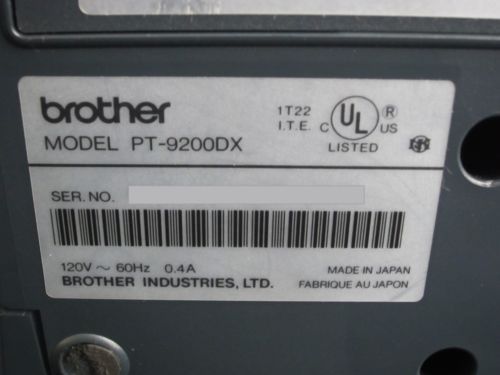 brother
MODEL PT-9200DX
1T22
I.T.E.
C UL ® US
LISTED
SER. NO.
120V ~ 60Hz 0.4A
BROTHER INDUSTRIES, LTD.
MADE IN JAPAN
FABRIQUE AU JAPON